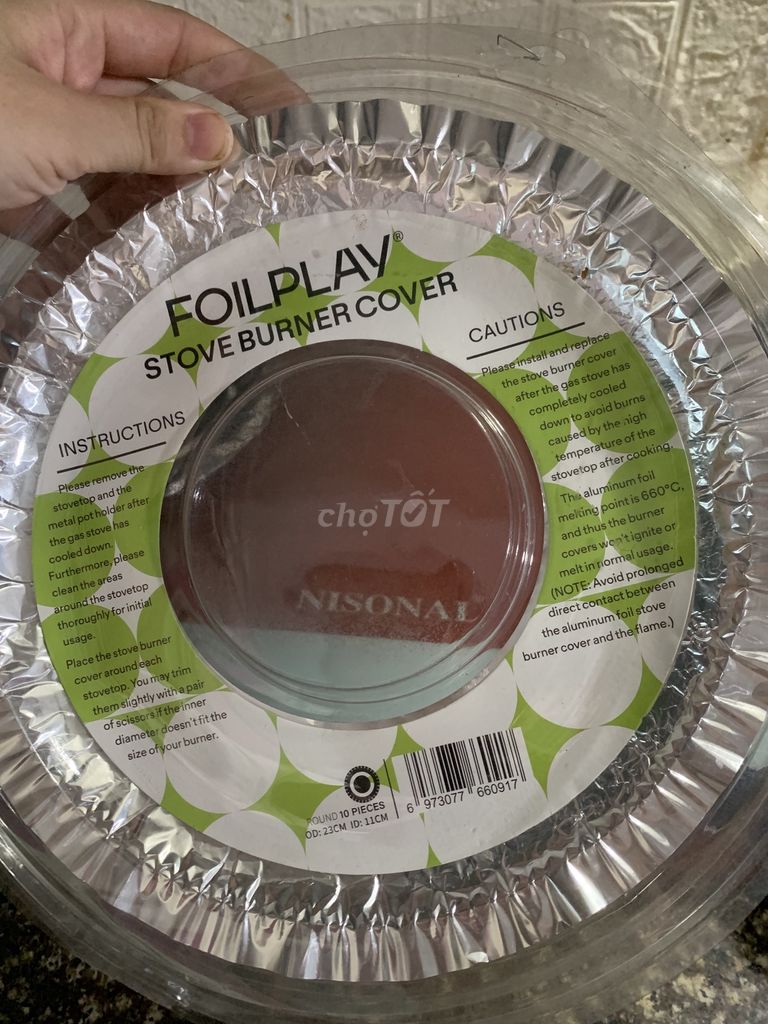 FOILPLAY®
STOVE BURNER COVER
INSTRUCTIONS
Please remove the
stovetop and the
metal pot holder after
the gas stove has
cooled down.
Furthermore, please
clean the areas
around the stovetop
thoroughly for initial
usage.
Place the stove burner
cover around each
stovetop. You may trim
them slightly with a pair
of scissors if the inner
diameter doesn't fit the
size of your burner.
CAUTIONS
Please install and replace
the stove burner cover
after the gas stove has
completely cooled
down to avoid burns
caused by the high
temperature of the
stovetop after cooking.
The aluminum foil
melting point is 660°C,
and thus the burner
covers won't ignite or
melt in normal usage.
(NOTE: Avoid prolonged
direct contact between
the aluminum foil stove
burner cover and the flame.)
chợTỐT
NISONAL
ROUND 10 PIECES
OD: 23CM ID: 11CM
6 973077 660917